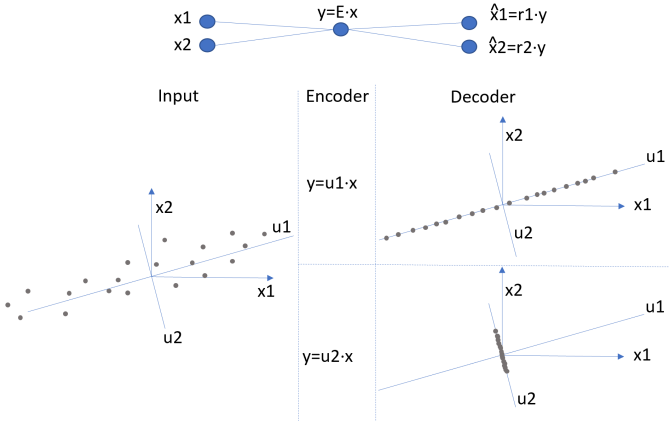 x1
y=E·x
x̂1=r1·y
x2
x̂2=r2·y
Input
Encoder
Decoder
x2
u1
x1
u2
y=u1·x
x2
u1
x1
u2
y=u2·x
x2
u1
x1
u2